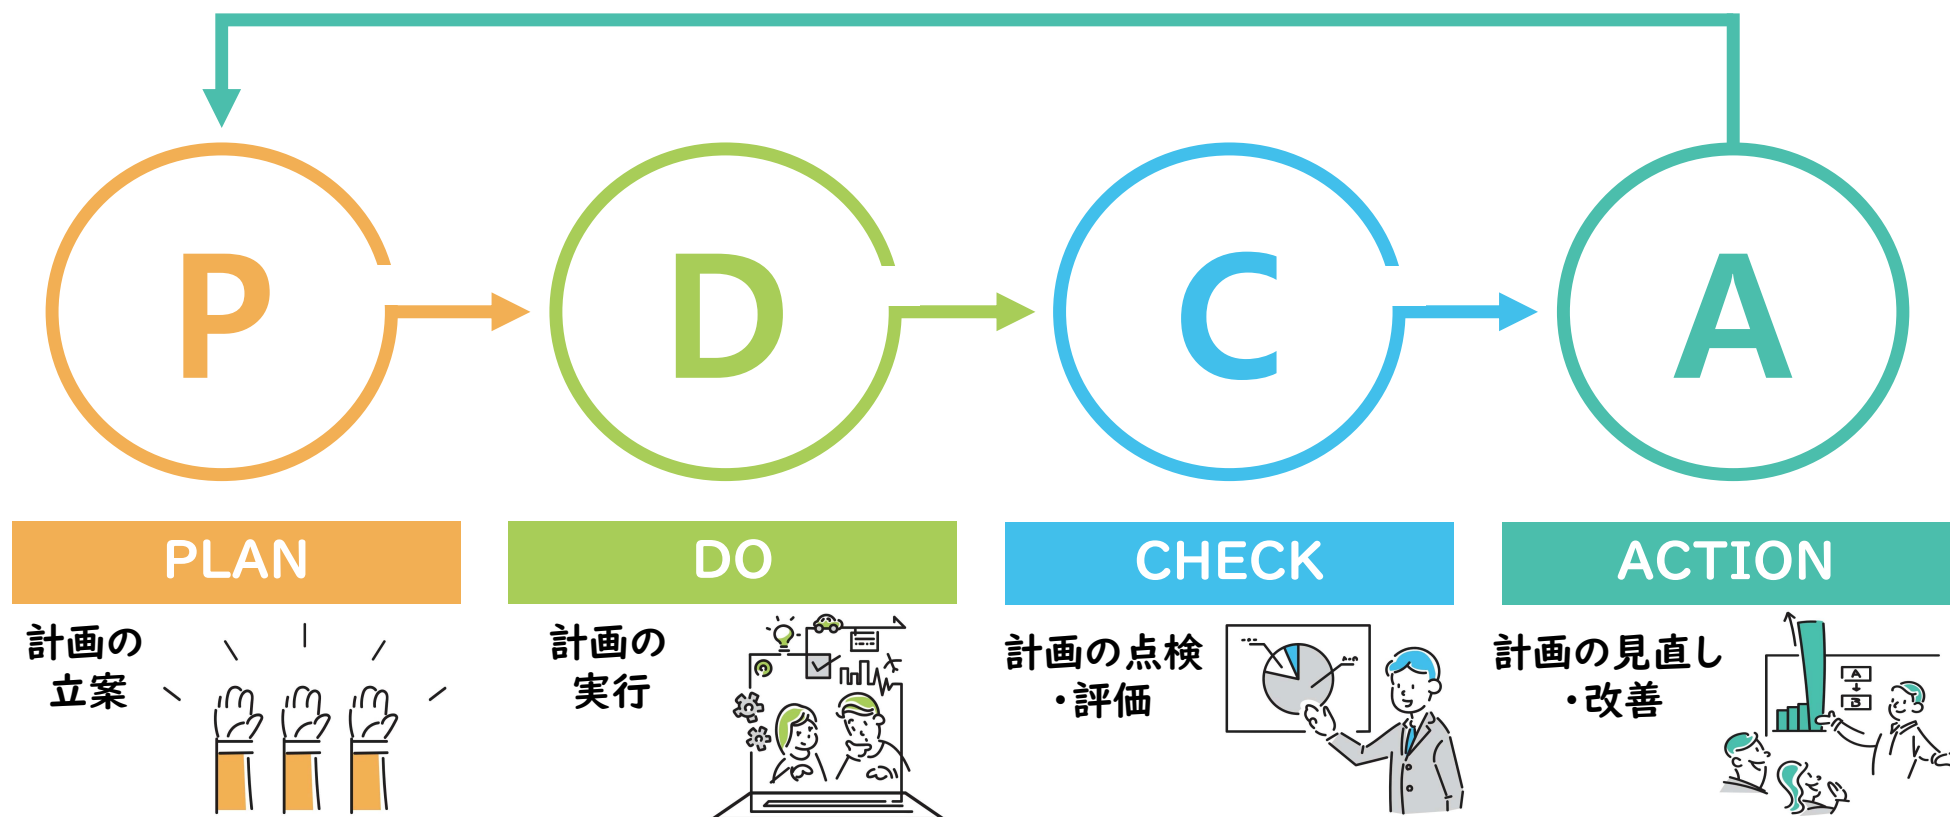 P
D
C
A
PLAN
DO
CHECK
ACTION
計画の
立案
計画の
実行
計画の点検
・評価
計画の見直し
・改善
A
B